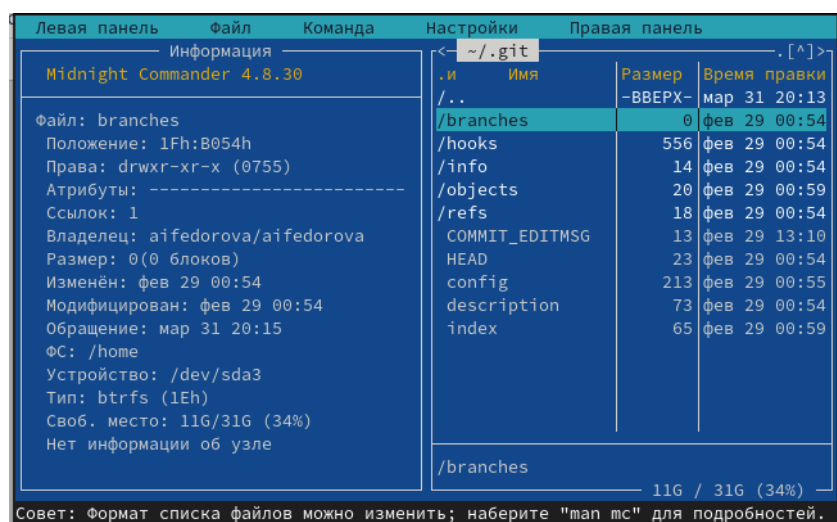 Левая панель Файл Команда Настройки Правая панель
Информация
Midnight Commander 4.8.30
Файл: branches
Положение: 1Fh:B054h
Права: drwxr-xr-x (0755)
Атрибуты: --------------------------
Ссылок: 1
Владелец: aifedorova/aifedorova
Размер: 0(0 блоков)
Изменён: фев 29 00:54
Модифицирован: фев 29 00:54
Обращение: мар 31 20:15
ФС: /home
Устройство: /dev/sda3
Тип: btrfs (1Eh)
Своб. место: 11G/31G (34%)
Нет информации об узле
<- ~/.git .[^]>
.и Имя Размер Время правки
/.. -ВВЕРХ- мар 31 20:13
/branches 0 фев 29 00:54
/hooks 556 фев 29 00:54
/info 14 фев 29 00:54
/objects 20 фев 29 00:59
/refs 18 фев 29 00:54
COMMIT_EDITMSG 13 фев 29 13:10
HEAD 23 фев 29 00:54
config 213 фев 29 00:55
description 73 фев 29 00:54
index 65 фев 29 00:59
/branches
11G / 31G (34%)
Совет: Формат списка файлов можно изменить; наберите "man mc" для подробностей.